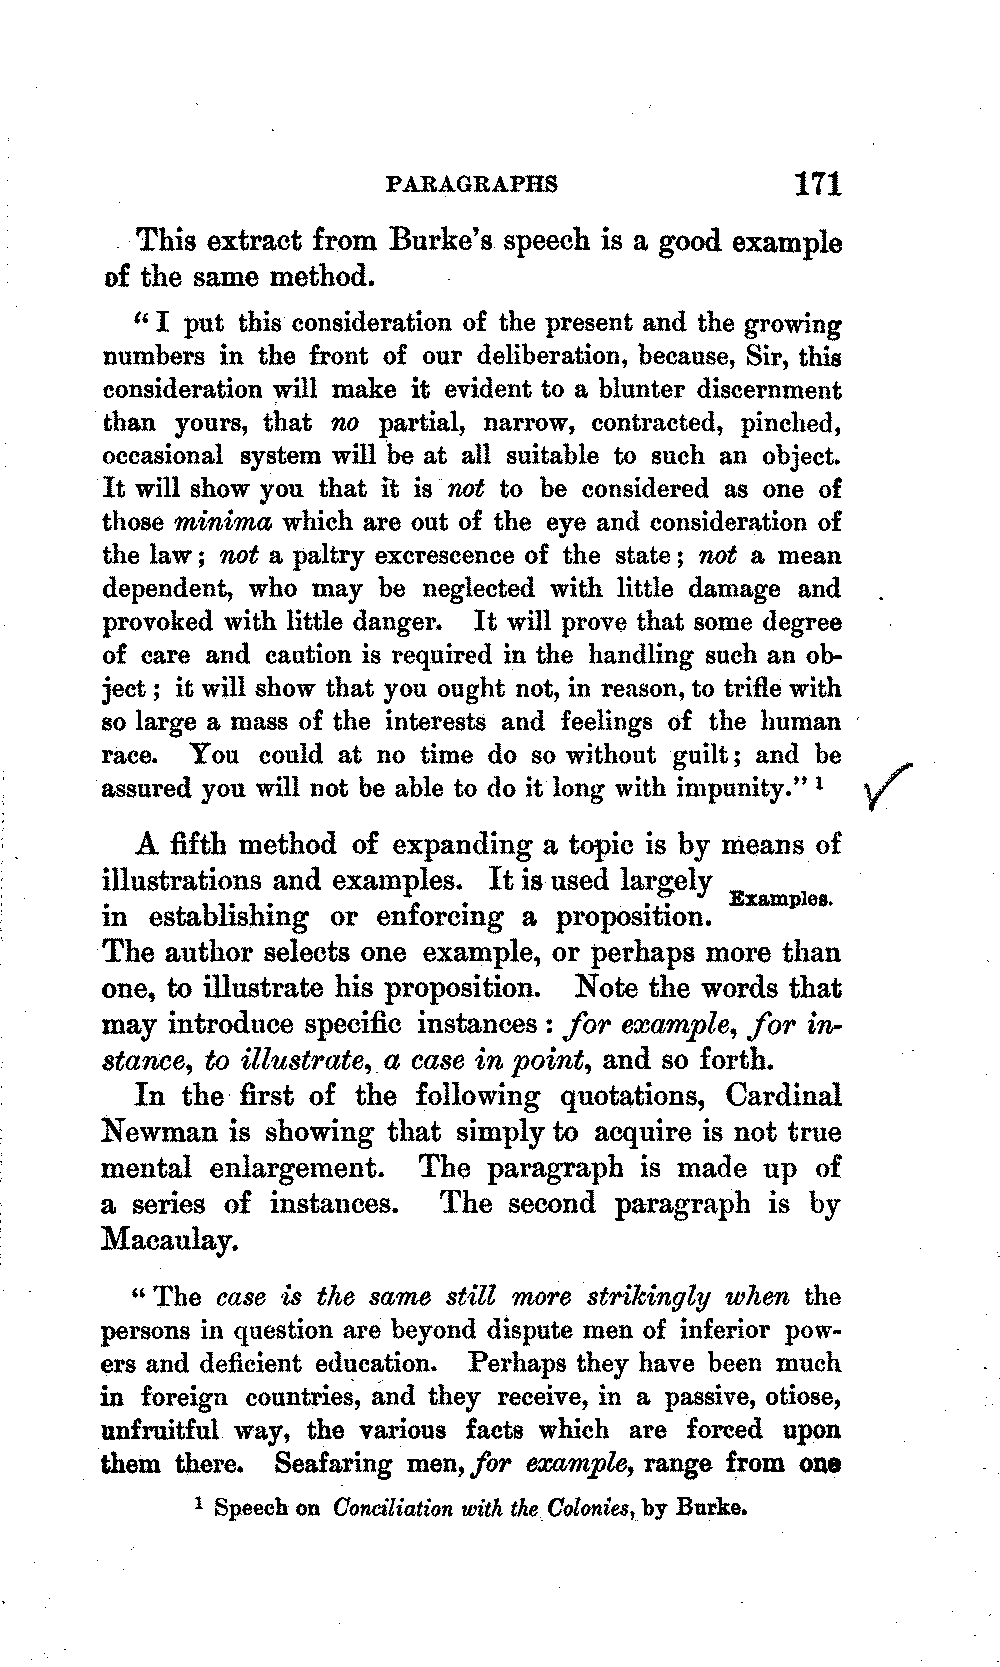 PARAGRAPHS 171
This extract from Burke's speech is a good example
of the same method.
“I put this consideration of the present and the growing
numbers in the front of our deliberation, because, Sir, this
consideration will make it evident to a blunter discernment
than yours, that no partial, narrow, contracted, pinched,
occasional system will be at all suitable to such an object.
It will show you that it is not to be considered as one of
those minima which are out of the eye and consideration of
the law; not a paltry excrescence of the state; not a mean
dependent, who may be neglected with little damage and
provoked with little danger. It will prove that some degree
of care and caution is required in the handling such an ob-
ject; it will show that you ought not, in reason, to trifle with
so large a mass of the interests and feelings of the human
race. You could at no time do so without guilt; and be
assured you will not be able to do it long with impunity.” 1
A fifth method of expanding a topic is by means of
illustrations and examples. It is used largely
Examples.
in establishing or enforcing a proposition.
The author selects one example, or perhaps more than
one, to illustrate his proposition. Note the words that
may introduce specific instances: for example, for in-
stance, to illustrate, a case in point, and so forth.
In the first of the following quotations, Cardinal
Newman is showing that simply to acquire is not true
mental enlargement. The paragraph is made up of
a series of instances. The second paragraph is by
Macaulay.
“The case is the same still more strikingly when the
persons in question are beyond dispute men of inferior pow-
ers and deficient education. Perhaps they have been much
in foreign countries, and they receive, in a passive, otiose,
unfruitful way, the various facts which are forced upon
them there. Seafaring men, for example, range from one
1 Speech on Conciliation with the Colonies, by Burke.